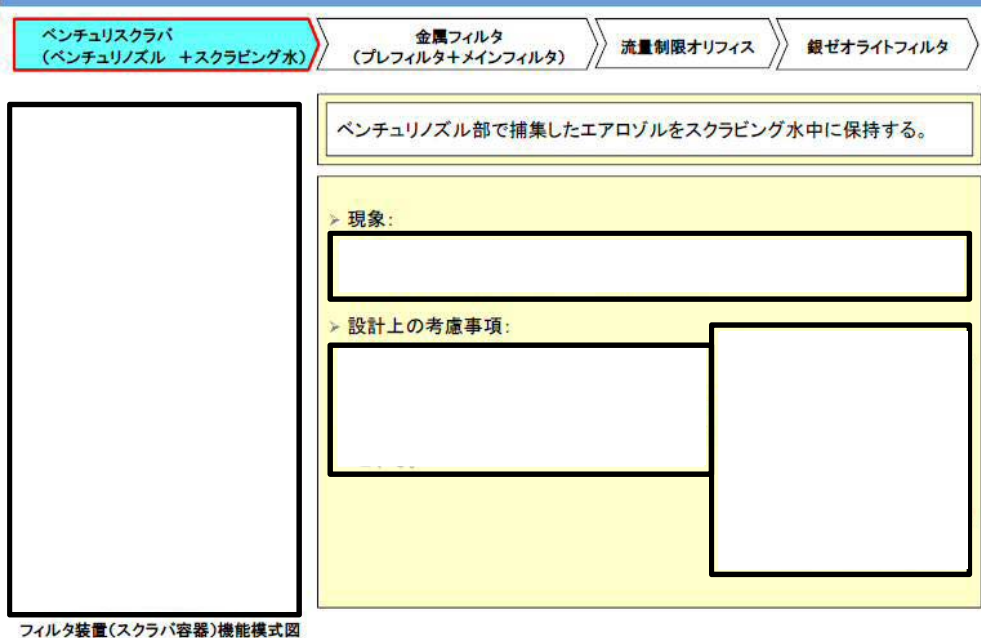 ベンチュリスクラバ
(ベンチュリノズル +スクラビング水)
金属フィルタ
(プレフィルタ+メインフィルタ)
流量制限オリフィス
銀ゼオライトフィルタ
ベンチュリノズル部で捕集したエアロゾルをスクラビング水中に保持する。
➢ 現象:
➢ 設計上の考慮事項:
フィルタ装置(スクラバ容器)機能模式図